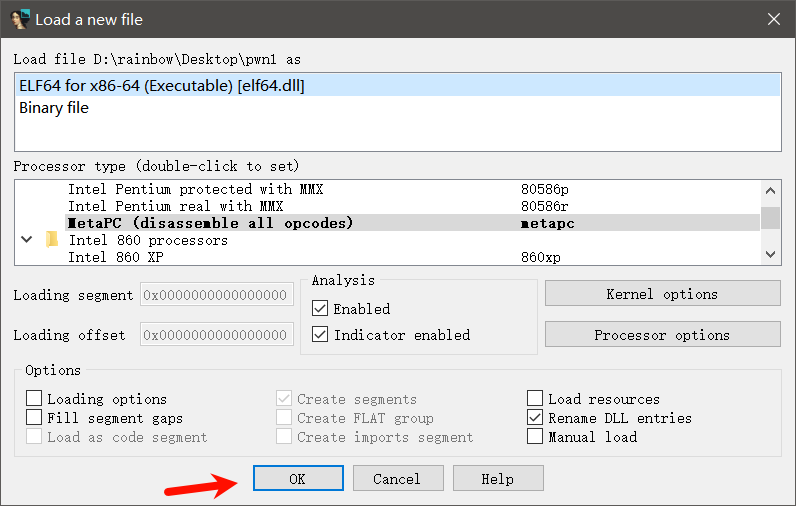 Load a new file
Load file D:\rainbow\Desktop\pwn1 as
ELF64 for x86-64 (Executable) [elf64.dll]
Binary file
Processor type (double-click to set)
Intel Pentium protected with MMX 80586p
Intel Pentium real with MMX 80586r
MetaPC (disassemble all opcodes) metapc
Intel 860 processors
Intel 860 XP 860xp
Analysis
Loading segment 0x0000000000000000 Enabled Kernel options
Loading offset 0x0000000000000000 Indicator enabled Processor options
Options
Loading options Create segments Load resources
Fill segment gaps Create FLAT group Rename DLL entries
Load as code segment Create imports segment Manual load
OK Cancel Help